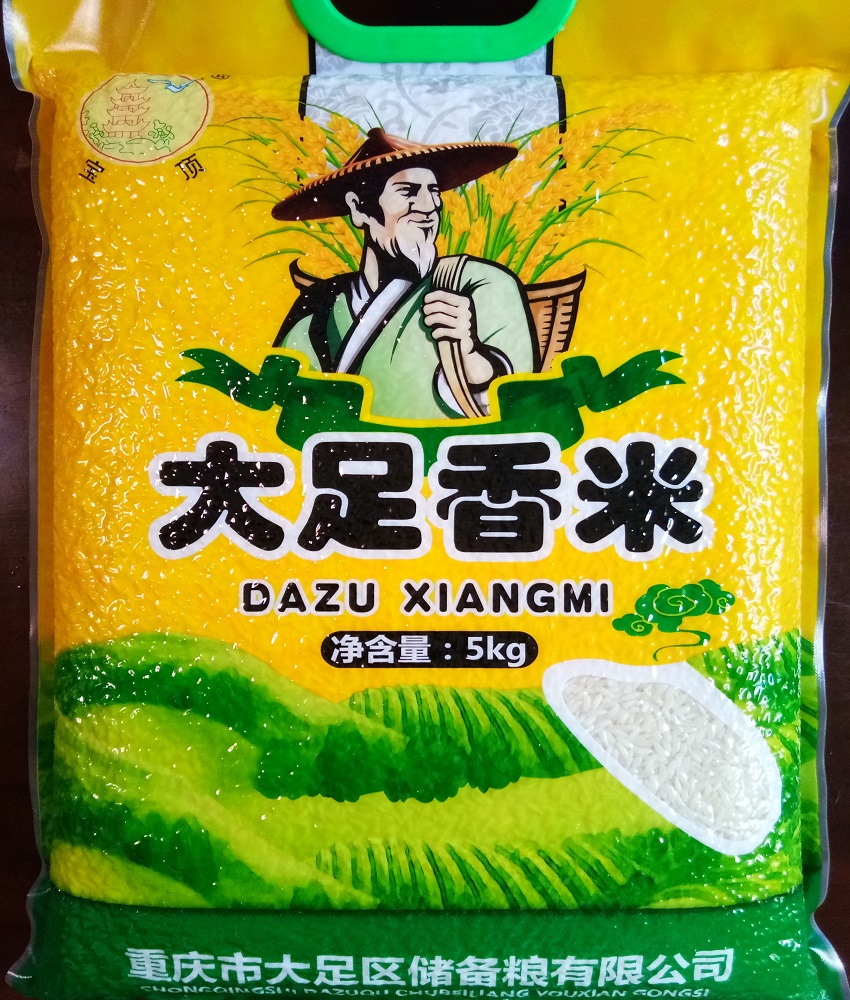 ®
宝顶
大足香米
DAZU XIANGMI
净含量：5kg
重庆市大足区储备粮有限公司
CHONGQINGSHI DAZUQU CHUBEILIANG YOUXIAN GONGSI